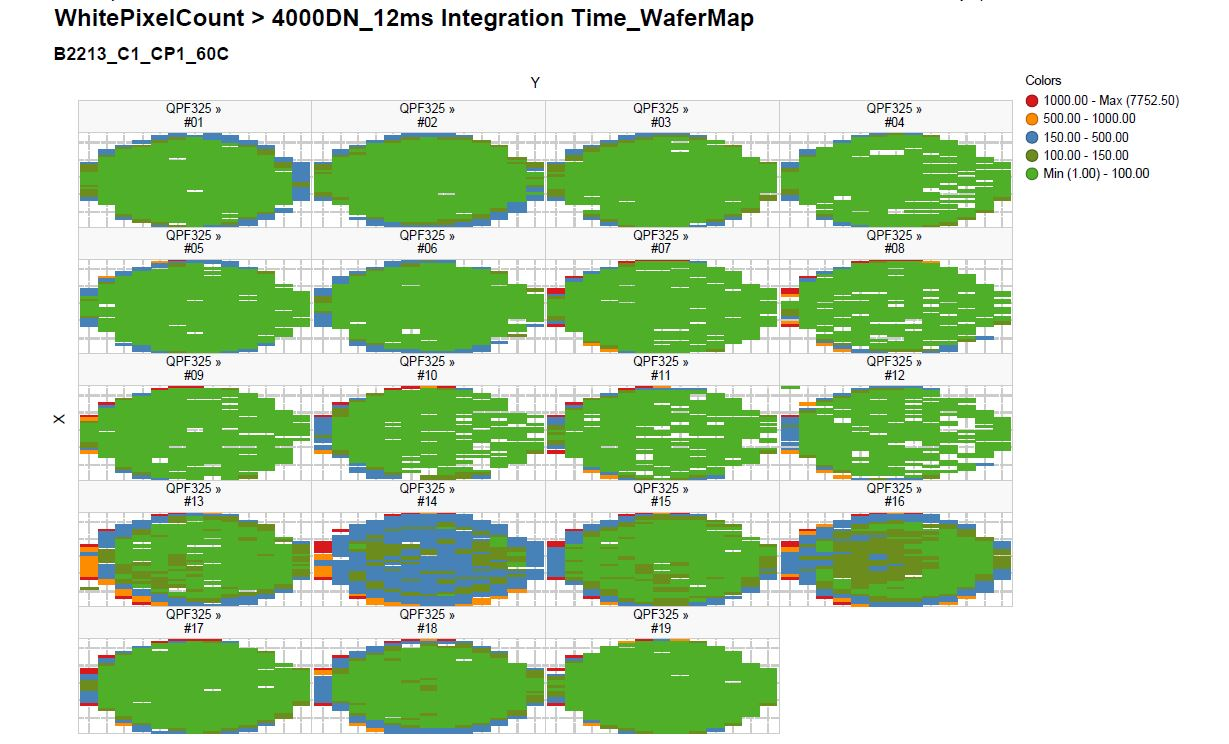 WhitePixelCount > 4000DN_12ms Integration Time_WaferMap
B2213_C1_CP1_60C
Y
Colors
1000.00 - Max (7752.50)
500.00 - 1000.00
150.00 - 500.00
100.00 - 150.00
Min (1.00) - 100.00
QPF325 » QPF325 » QPF325 » QPF325 »
#01 #02 #03 #04
QPF325 » QPF325 » QPF325 » QPF325 »
#05 #06 #07 #08
QPF325 » QPF325 » QPF325 » QPF325 »
#09 #10 #11 #12
X
QPF325 » QPF325 » QPF325 » QPF325 »
#13 #14 #15 #16
QPF325 » QPF325 » QPF325 »
#17 #18 #19